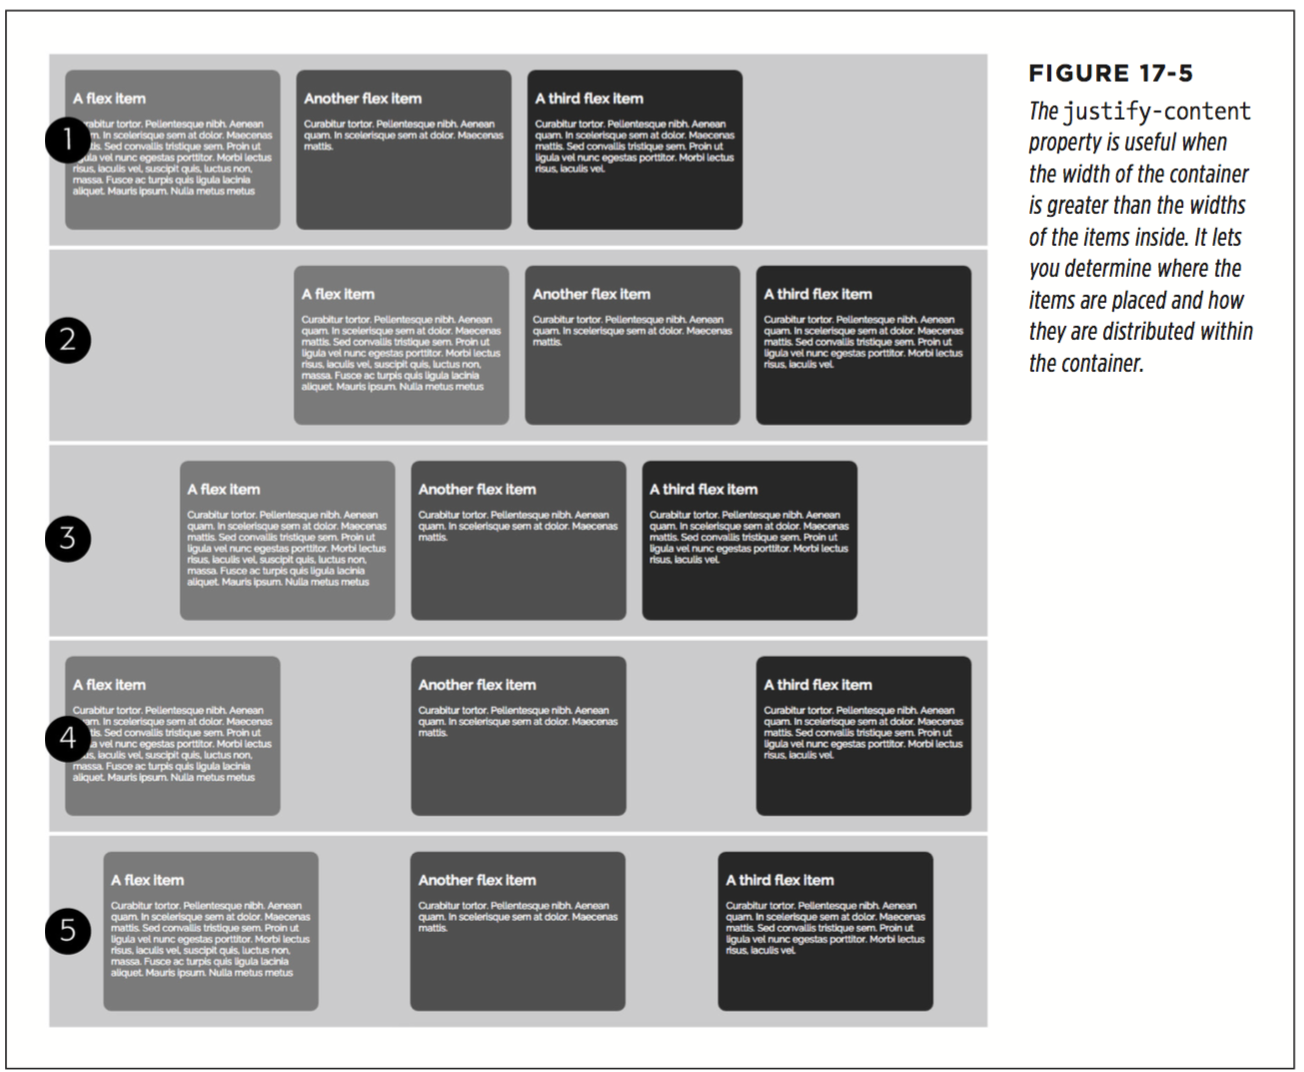 FIGURE 17-5
The justify-content
property is useful when
the width of the container
is greater than the widths
of the items inside. It lets
you determine where the
items are placed and how
they are distributed within
the container.
1
A flex item
rabitur tortor. Pellentesque nibh. Aenean
m. In scelerisque sem at dolor. Maecenas
tis. Sed convallis tristique sem. Proin ut
ula vel nunc egestas porttitor. Morbi lectus
risus, iaculis vel, suscipit quis, luctus non,
massa. Fusce ac turpis quis ligula lacinia
aliquet. Mauris ipsum. Nulla metus metus
Another flex item
Curabitur tortor. Pellentesque nibh. Aenean
quam. In scelerisque sem at dolor. Maecenas
mattis.
A third flex item
Curabitur tortor. Pellentesque nibh. Aenean
quam. In scelerisque sem at dolor. Maecenas
mattis. Sed convallis tristique sem. Proin ut
ligula vel nunc egestas porttitor. Morbi lectus
risus, iaculis vel.
2
A flex item
Curabitur tortor. Pellentesque nibh. Aenean
quam. In scelerisque sem at dolor. Maecenas
mattis. Sed convallis tristique sem. Proin ut
ligula vel nunc egestas porttitor. Morbi lectus
risus, iaculis vel, suscipit quis, luctus non,
massa. Fusce ac turpis quis ligula lacinia
aliquet. Mauris ipsum. Nulla metus metus
Another flex item
Curabitur tortor. Pellentesque nibh. Aenean
quam. In scelerisque sem at dolor. Maecenas
mattis.
A third flex item
Curabitur tortor. Pellentesque nibh. Aenean
quam. In scelerisque sem at dolor. Maecenas
mattis. Sed convallis tristique sem. Proin ut
ligula vel nunc egestas porttitor. Morbi lectus
risus, iaculis vel.
3
A flex item
Curabitur tortor. Pellentesque nibh. Aenean
quam. In scelerisque sem at dolor. Maecenas
mattis. Sed convallis tristique sem. Proin ut
ligula vel nunc egestas porttitor. Morbi lectus
risus, iaculis vel, suscipit quis, luctus non,
massa. Fusce ac turpis quis ligula lacinia
aliquet. Mauris ipsum. Nulla metus metus
Another flex item
Curabitur tortor. Pellentesque nibh. Aenean
quam. In scelerisque sem at dolor. Maecenas
mattis.
A third flex item
Curabitur tortor. Pellentesque nibh. Aenean
quam. In scelerisque sem at dolor. Maecenas
mattis. Sed convallis tristique sem. Proin ut
ligula vel nunc egestas porttitor. Morbi lectus
risus, iaculis vel.
4
A flex item
Curabitur tortor. Pellentesque nibh. Aenean
am. In scelerisque sem at dolor. Maecenas
tis. Sed convallis tristique sem. Proin ut
a vel nunc egestas porttitor. Morbi lectus
us, iaculis vel, suscipit quis, luctus non,
massa. Fusce ac turpis quis ligula lacinia
aliquet. Mauris ipsum. Nulla metus metus
Another flex item
Curabitur tortor. Pellentesque nibh. Aenean
quam. In scelerisque sem at dolor. Maecenas
mattis.
A third flex item
Curabitur tortor. Pellentesque nibh. Aenean
quam. In scelerisque sem at dolor. Maecenas
mattis. Sed convallis tristique sem. Proin ut
ligula vel nunc egestas porttitor. Morbi lectus
risus, iaculis vel.
5
A flex item
Curabitur tortor. Pellentesque nibh. Aenean
quam. In scelerisque sem at dolor. Maecenas
mattis. Sed convallis tristique sem. Proin ut
ligula vel nunc egestas porttitor. Morbi lectus
risus, iaculis vel, suscipit quis, luctus non,
massa. Fusce ac turpis quis ligula lacinia
aliquet. Mauris ipsum. Nulla metus metus
Another flex item
Curabitur tortor. Pellentesque nibh. Aenean
quam. In scelerisque sem at dolor. Maecenas
mattis.
A third flex item
Curabitur tortor. Pellentesque nibh. Aenean
quam. In scelerisque sem at dolor. Maecenas
mattis. Sed convallis tristique sem. Proin ut
ligula vel nunc egestas porttitor. Morbi lectus
risus, iaculis vel.